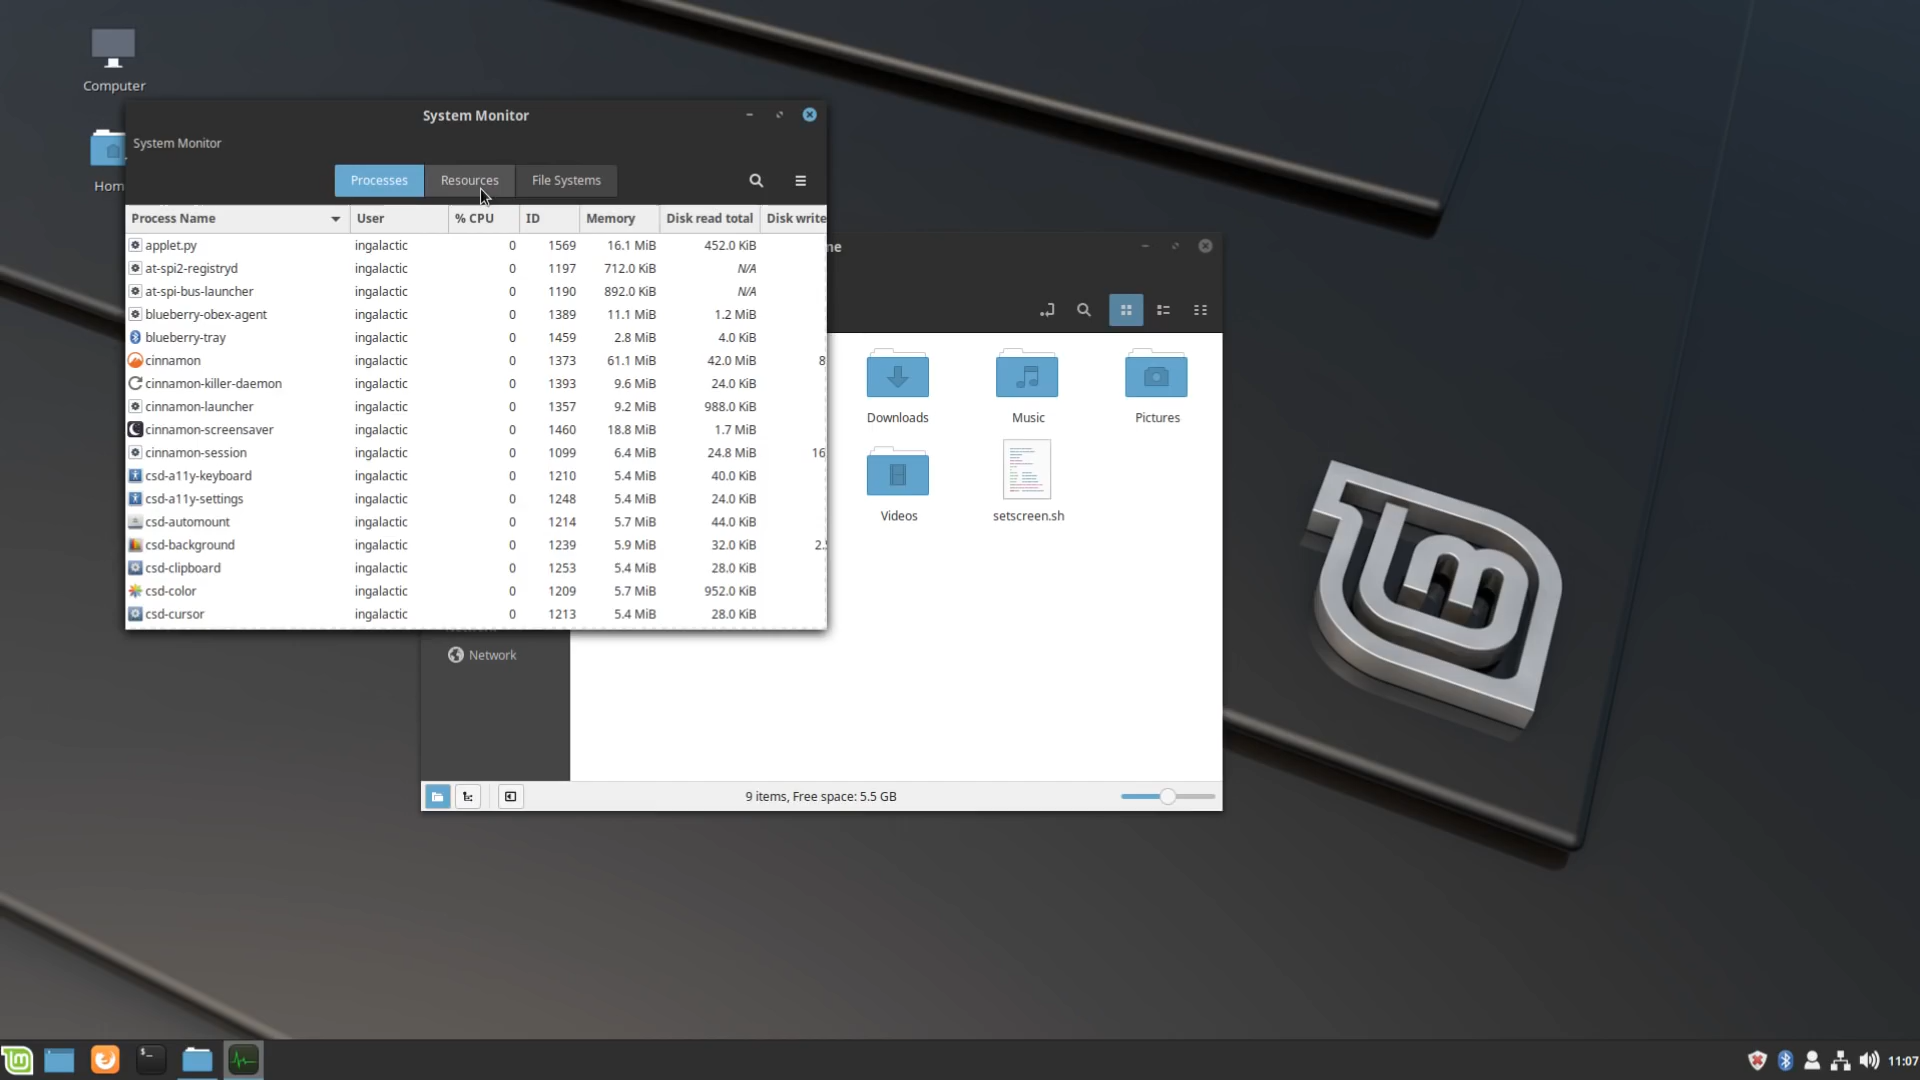 Computer
System Monitor
System Monitor
Hom
Processes
Resources
File Systems
Process Name User % CPU ID Memory Disk read total Disk write
applet.py ingalactic 0 1569 16.1 MiB 452.0 KiB
at-spi2-registryd ingalactic 0 1197 712.0 KiB N/A
at-spi-bus-launcher ingalactic 0 1190 892.0 KiB N/A
blueberry-obex-agent ingalactic 0 1389 11.1 MiB 1.2 MiB
blueberry-tray ingalactic 0 1459 2.8 MiB 4.0 KiB
cinnamon ingalactic 0 1373 61.1 MiB 42.0 MiB 8
cinnamon-killer-daemon ingalactic 0 1393 9.6 MiB 24.0 KiB
cinnamon-launcher ingalactic 0 1357 9.2 MiB 988.0 KiB
cinnamon-screensaver ingalactic 0 1460 18.8 MiB 1.7 MiB
cinnamon-session ingalactic 0 1099 6.4 MiB 24.8 MiB 16
csd-a11y-keyboard ingalactic 0 1210 5.4 MiB 40.0 KiB
csd-a11y-settings ingalactic 0 1248 5.4 MiB 24.0 KiB
csd-automount ingalactic 0 1214 5.7 MiB 44.0 KiB
csd-background ingalactic 0 1239 5.9 MiB 32.0 KiB 2.
csd-clipboard ingalactic 0 1253 5.4 MiB 28.0 KiB
csd-color ingalactic 0 1209 5.7 MiB 952.0 KiB
csd-cursor ingalactic 0 1213 5.4 MiB 28.0 KiB
ne
Downloads
Music
Pictures
Videos
setscreen.sh
Network
9 items, Free space: 5.5 GB
11:07